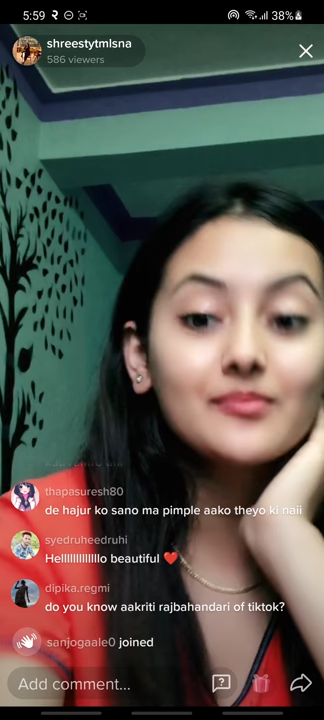 5:59
38%
shreestytmlsna
586 viewers
thapasuresh80
de hajur ko sano ma pimple aako theyo ki naii
syedruheedruhi
Hellllllllllllo beautiful ❤️
dipika.regmi
do you know aakriti rajbahandari of tiktok?
sanjogaale0 joined
Add comment...